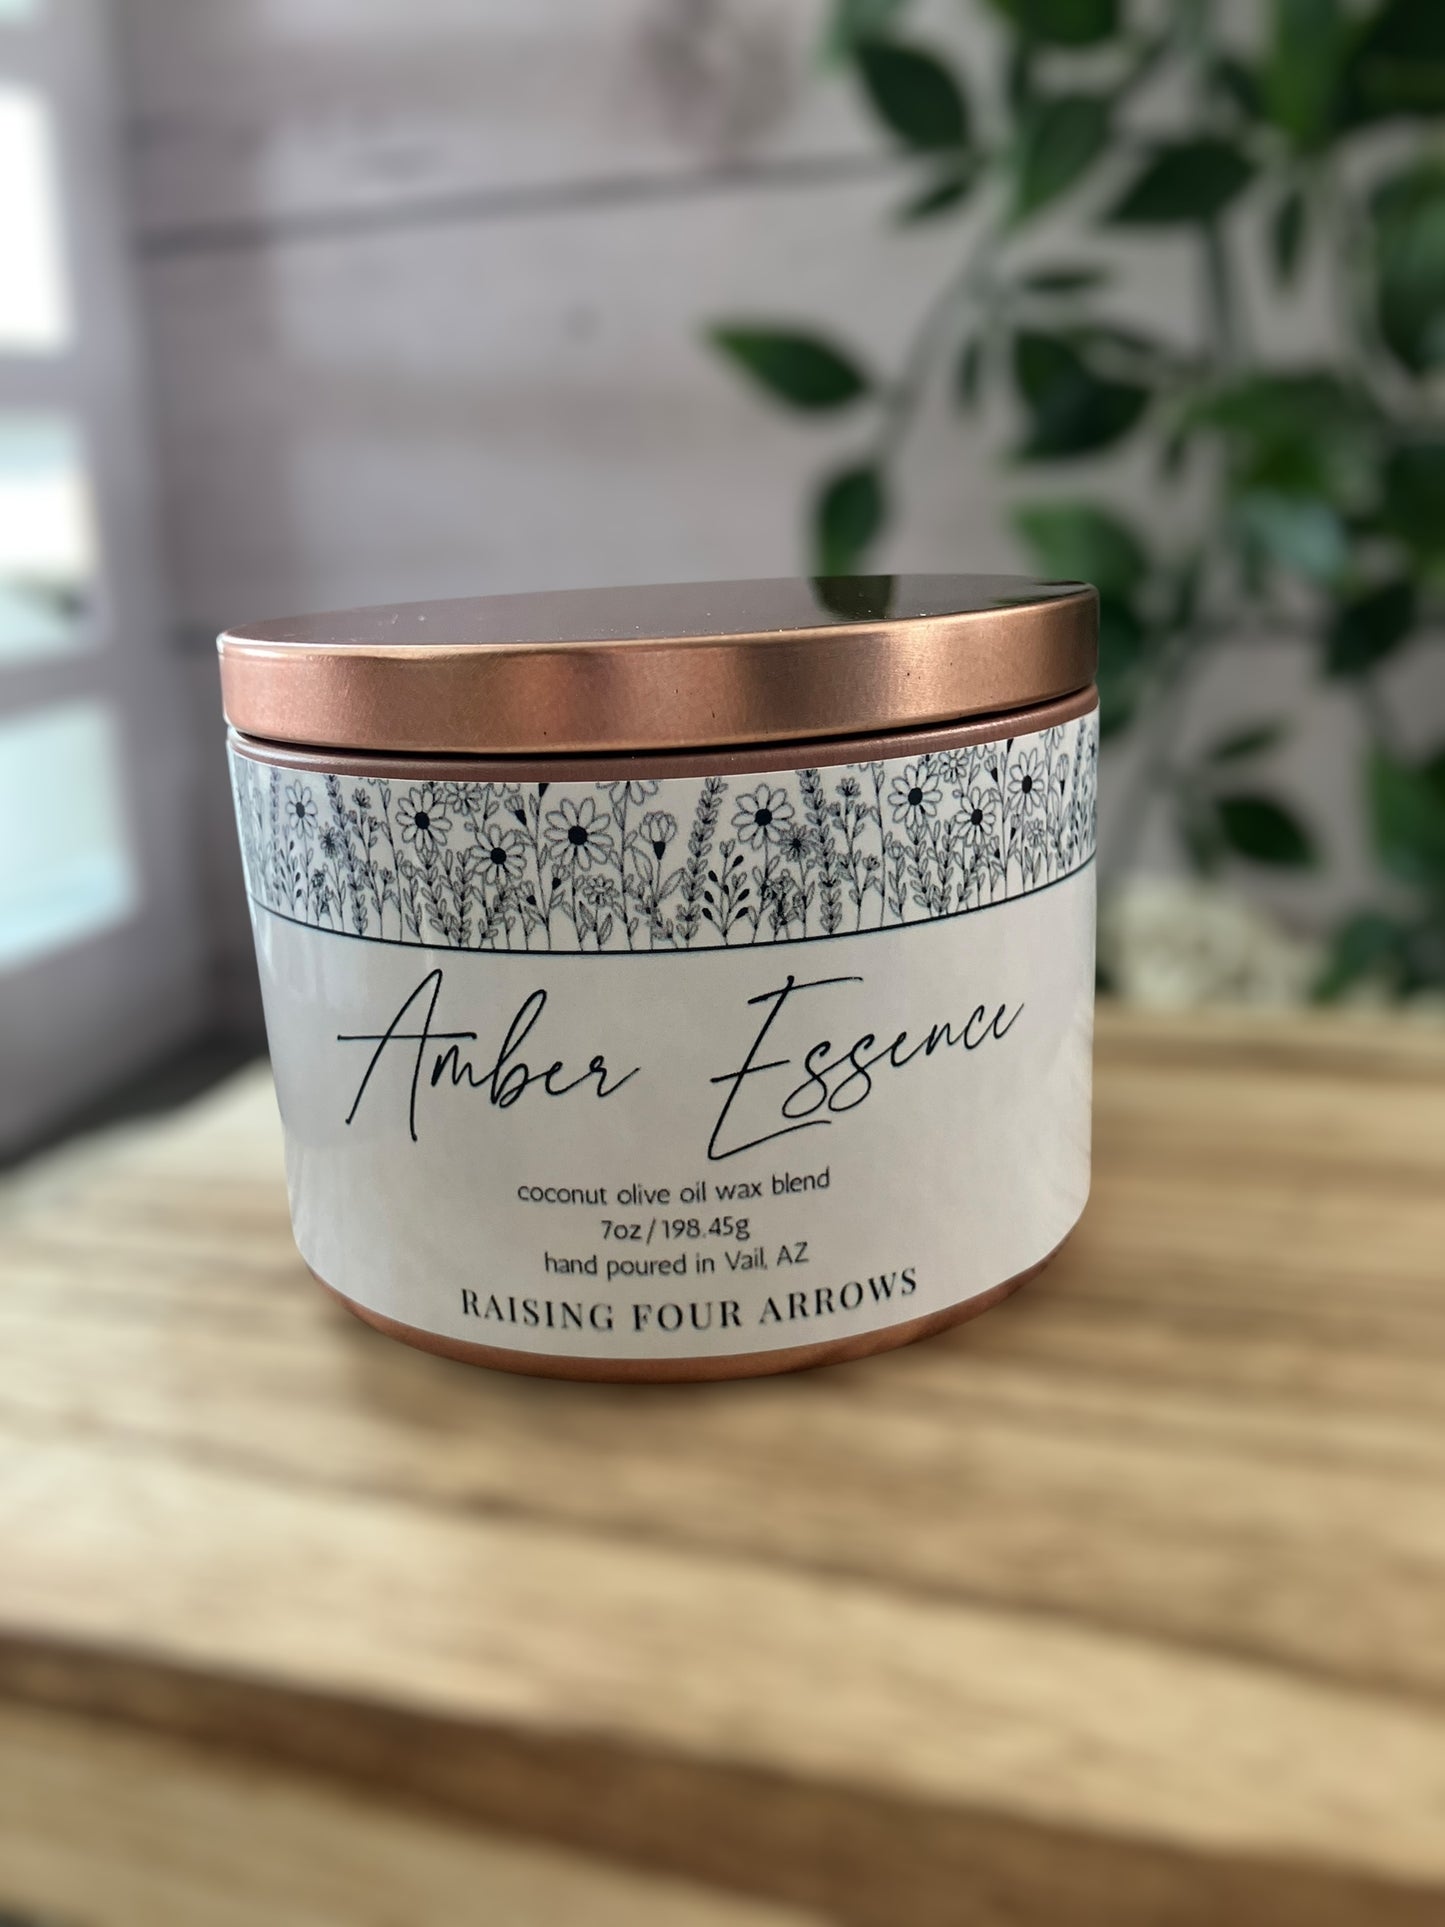 Amber Essence
coconut olive oil wax blend
7oz/198.45g
hand poured in Vail, AZ
RAISING FOUR ARROWS